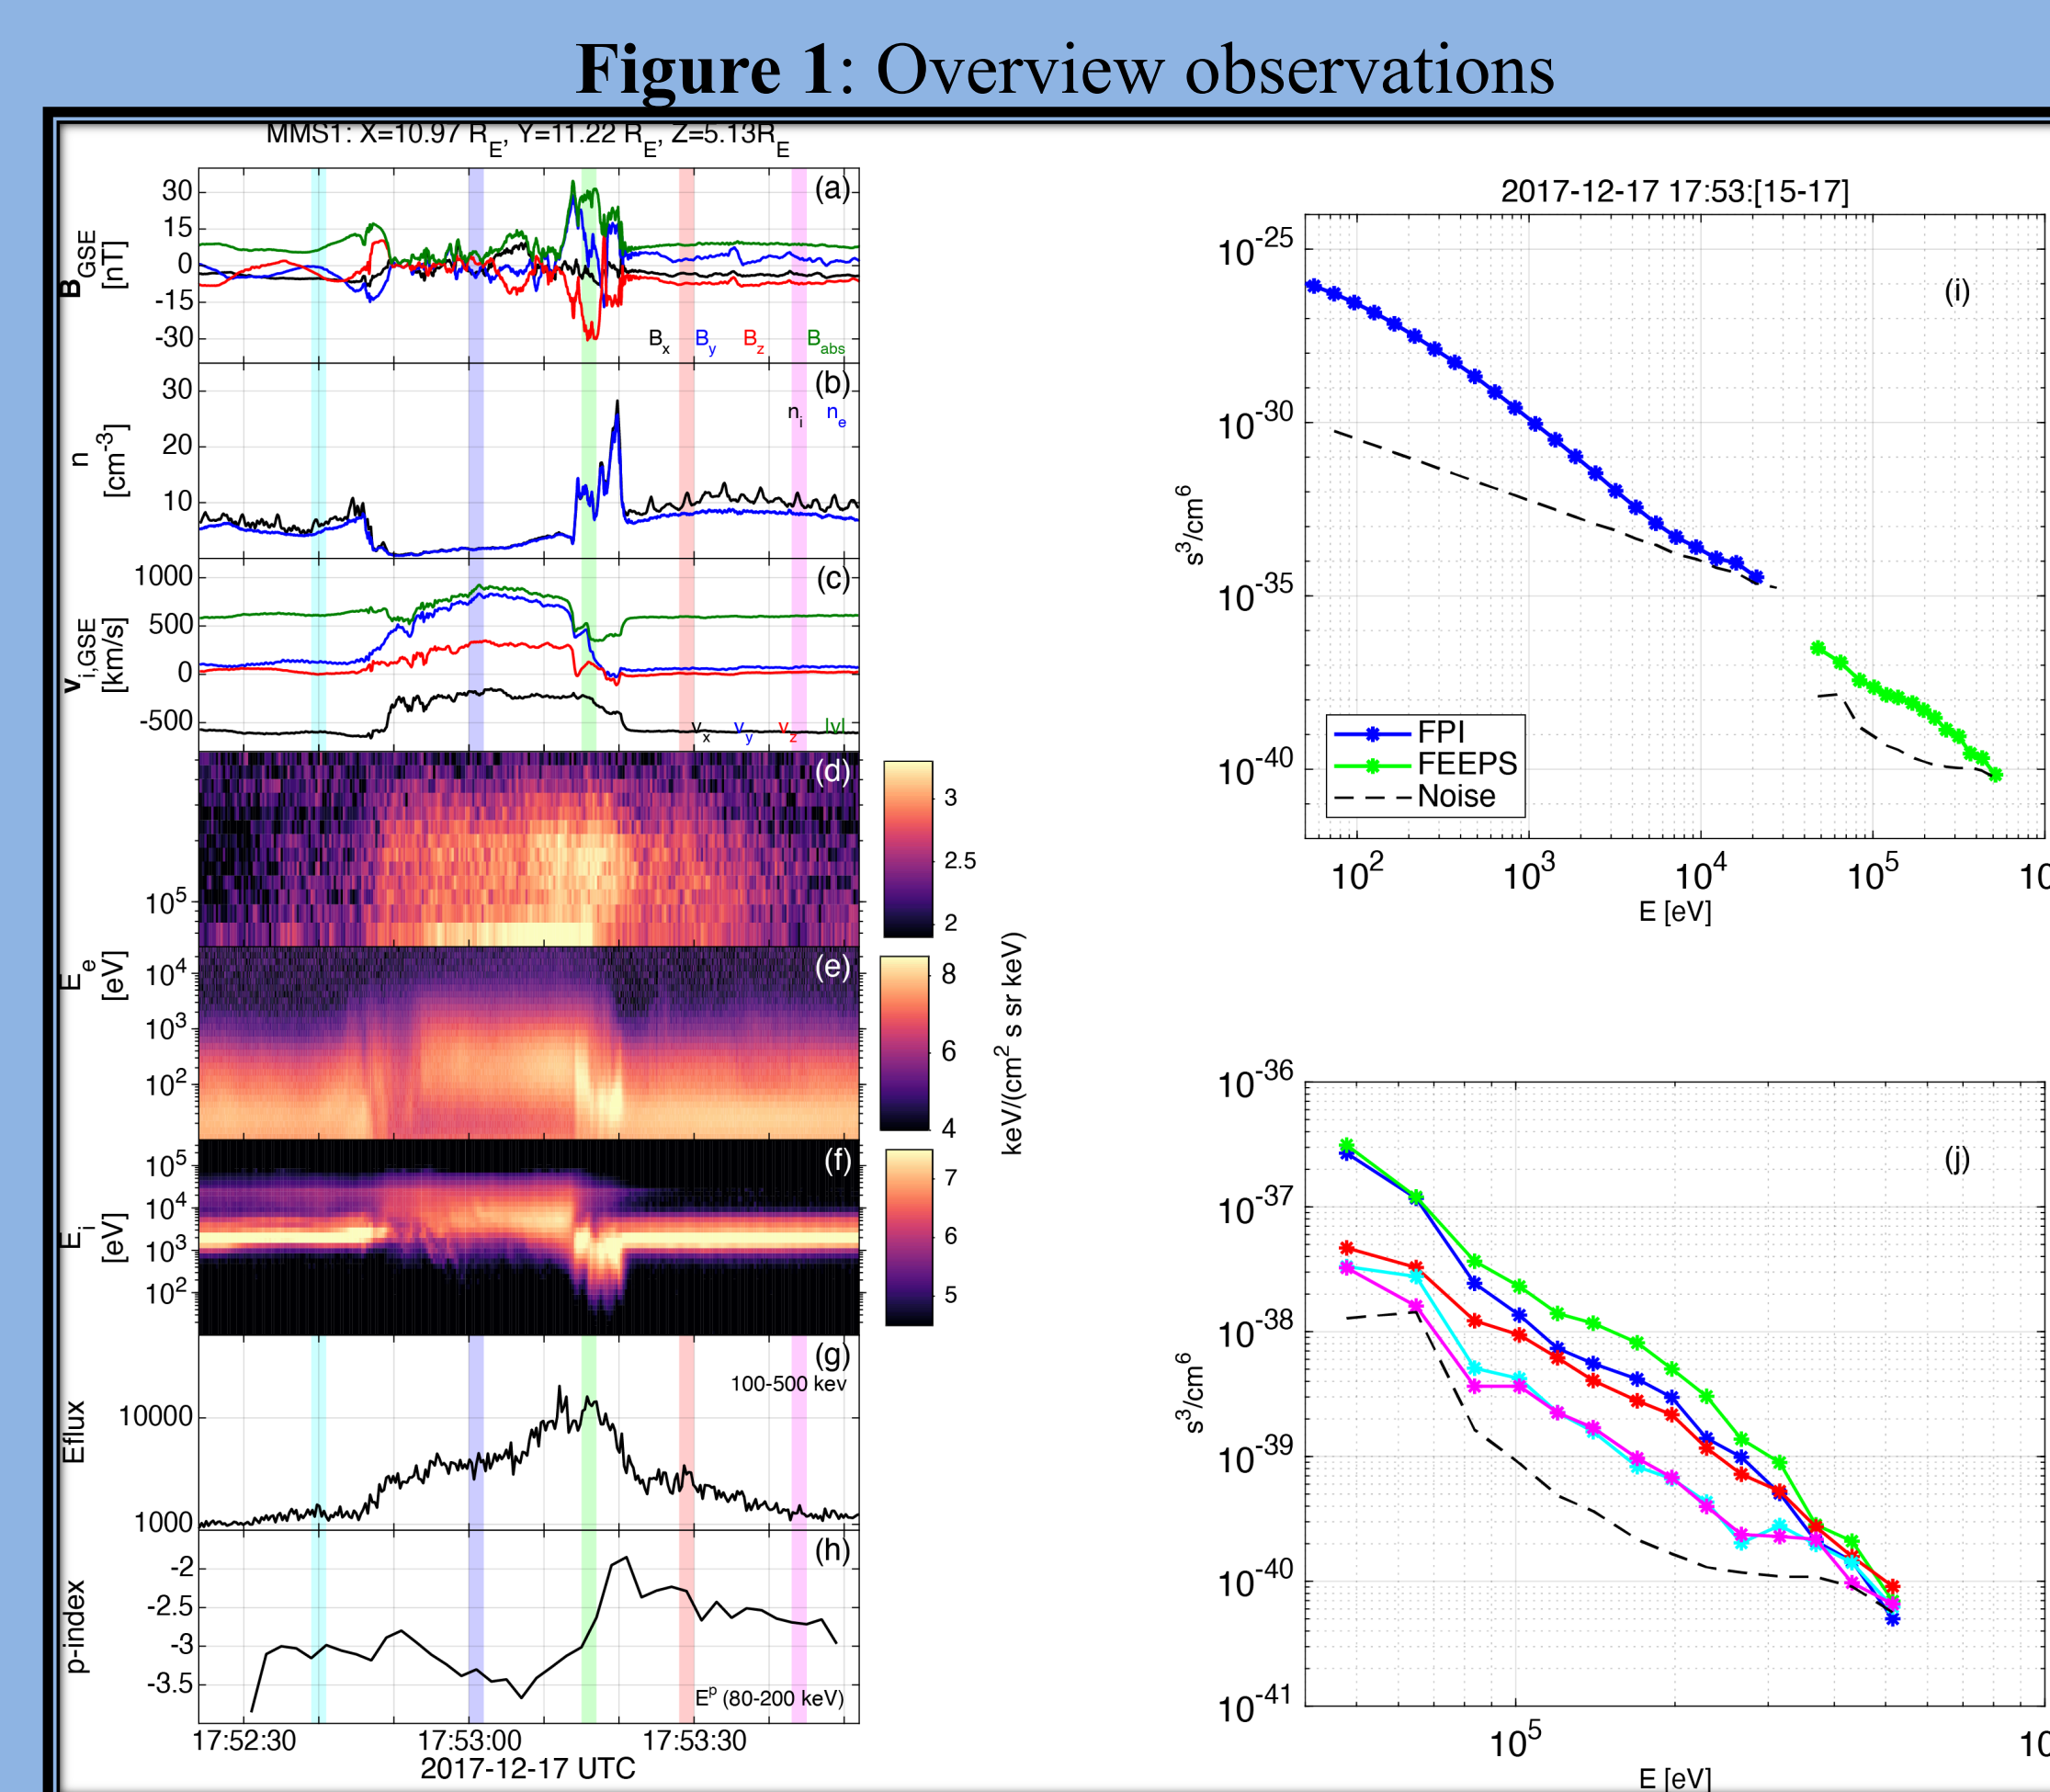 Figure 1: Overview observations
MMS1: X=10.97 R_E, Y=11.22 R_E, Z=5.13R_E
(a)
30
15
0
-15
-30
B_GSE
[nT]
B_x B_y B_z B_abs
(b)
30
20
10
n
[cm^-3]
n_i n_e
(c)
1000
500
0
-500
v_i,GSE
[km/s]
v_x v_y v_z |v|
(d)
10^5
3
2.5
2
(e)
10^4
10^3
10^2
E_e
[eV]
8
6
4
keV/(cm^2 s sr keV)
(f)
10^5
10^4
10^3
10^2
E_i
[eV]
7
6
5
(g)
100-500 kev
10000
1000
Eflux
(h)
-2
-2.5
-3
-3.5
p-index
E^p (80-200 keV)
17:52:30 17:53:00 17:53:30
2017-12-17 UTC
2017-12-17 17:53:[15-17]
(i)
10^-25
10^-30
10^-35
10^-40
s^3/cm^6
FPI
FEEPS
Noise
10^2 10^3 10^4 10^5
E [eV]
(j)
10^-36
10^-37
10^-38
10^-39
10^-40
10^-41
s^3/cm^6
10^5
E [eV]